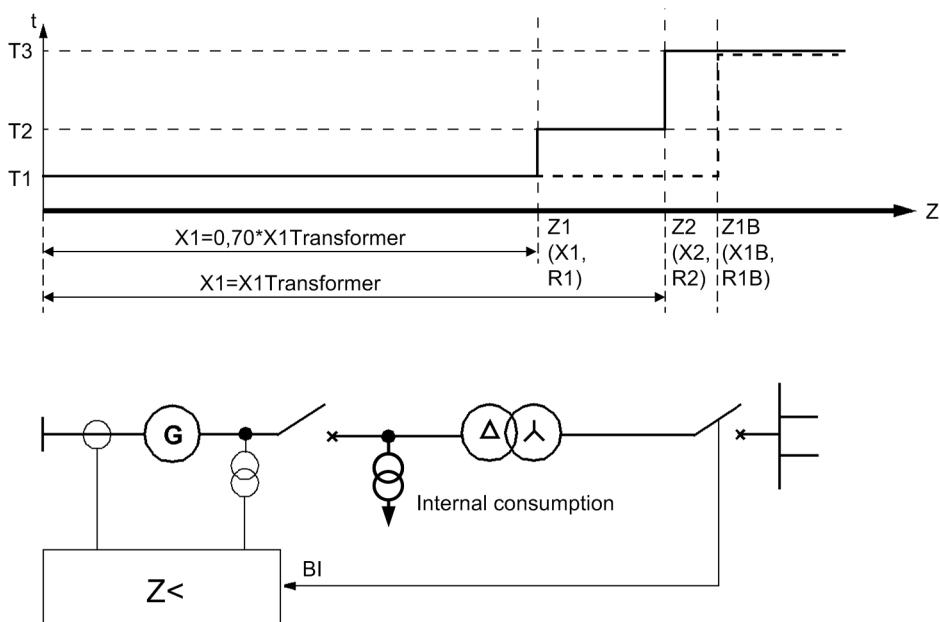 t
T3
T2
T1
Z
X1=0,70*X1Transformer
X1=X1Transformer
Z1
(X1,
R1)
Z2
(X2,
R2)
Z1B
(X1B,
R1B)
G
Internal consumption
BI
Z<